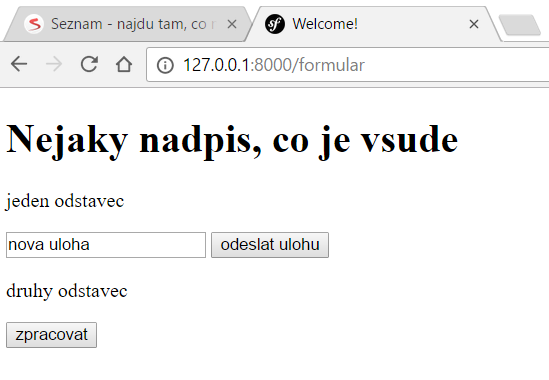 Seznam - najdu tam, co
Welcome!
127.0.0.1:8000/formular
Nejaky nadpis, co je vsude
jeden odstavec
nova uloha odeslat ulohu
druhy odstavec
zpracovat